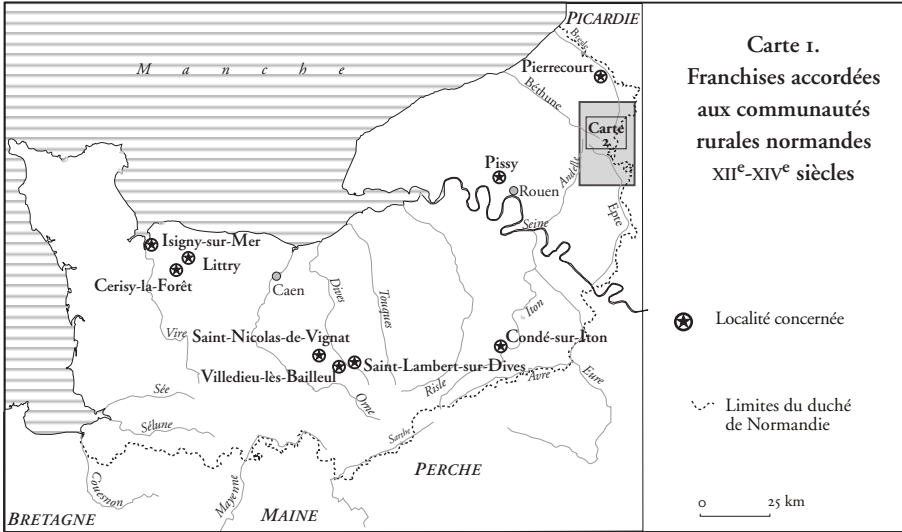 PICARDIE
Bresle
Manche
Pierrecourt
Béthune
Carte
2
Pissy
Andelle
Rouen
Seine
Epte
Isigny-sur-Mer
Littry
Cerisy-la-Forêt
Caen
Dives
Touques
Iton
Vire
Saint-Nicolas-de-Vignat
Condé-sur-Iton
Saint-Lambert-sur-Dives
Villedieu-lès-Bailleul
Risle
Avre
Eure
Orne
Sée
Sélune
Sarthe
PERCHE
Couesnon
Mayenne
BRETAGNE
MAINE
Carte 1.
Franchises accordées
aux communautés
rurales normandes
XIIe-XIVe siècles
Localité concernée
Limites du duché
de Normandie
0 25 km